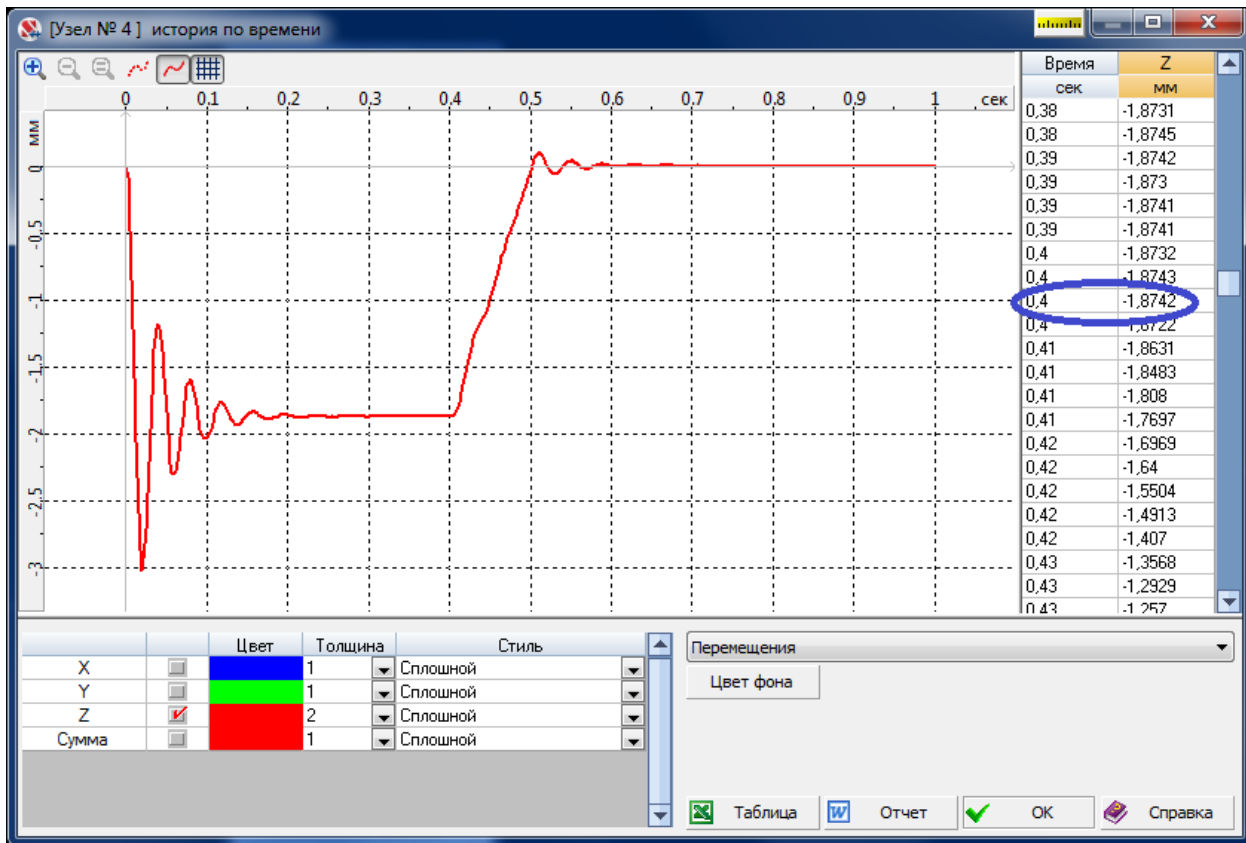 [Узел № 4 ] история по времени
0 0,1 0,2 0,3 0,4 0,5 0,6 0,7 0,8 0,9 1 сек
мм
0
-0,5
-1
-1,5
-2
-2,5
-3
Время Z
сек мм
0,38 -1,8731
0,38 -1,8745
0,39 -1,8742
0,39 -1,873
0,39 -1,8741
0,39 -1,8741
0,4 -1,8732
0,4 -1,8743
0,4 -1,8742
0,4 -1,8722
0,41 -1,8631
0,41 -1,8483
0,41 -1,808
0,41 -1,7697
0,42 -1,6969
0,42 -1,64
0,42 -1,5504
0,42 -1,4913
0,42 -1,407
0,43 -1,3568
0,43 -1,2929
0,43 -1,257
Цвет Толщина Стиль
X 1 Сплошной
Y 1 Сплошной
Z 2 Сплошной
Сумма 1 Сплошной
Перемещения
Цвет фона
Таблица Отчет ОК Справка